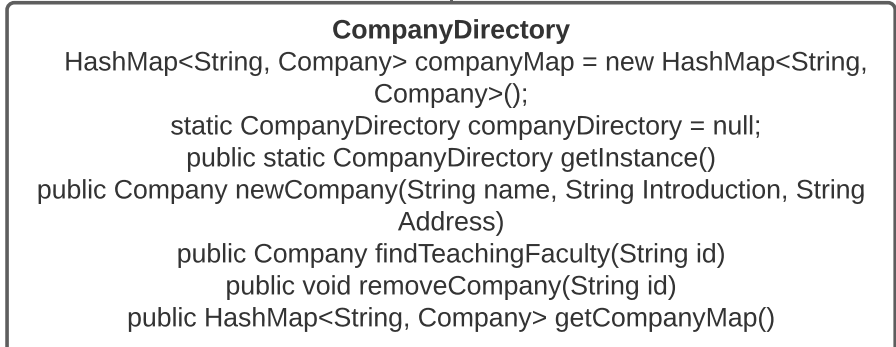 CompanyDirectory
HashMap<String, Company> companyMap = new HashMap<String,
Company>();
static CompanyDirectory companyDirectory = null;
public static CompanyDirectory getInstance()
public Company newCompany(String name, String Introduction, String
Address)
public Company findTeachingFaculty(String id)
public void removeCompany(String id)
public HashMap<String, Company> getCompanyMap()